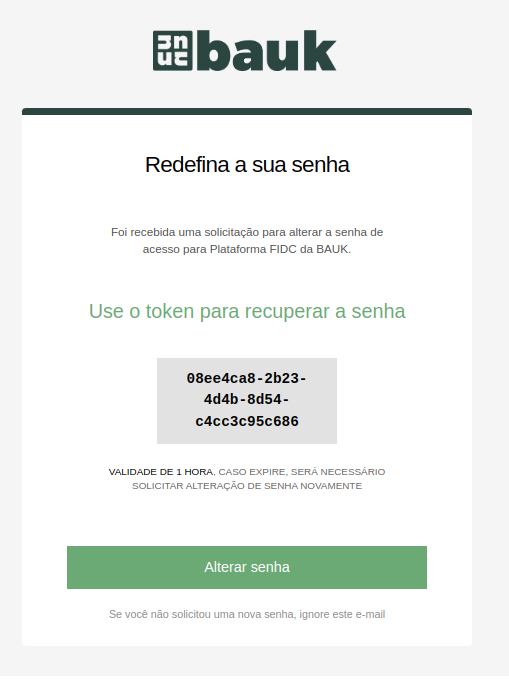 bauk
Redefina a sua senha
Foi recebida uma solicitação para alterar a senha de
acesso para Plataforma FIDC da BAUK.
Use o token para recuperar a senha
08ee4ca8-2b23-
4d4b-8d54-
c4cc3c95c686
VALIDADE DE 1 HORA, CASO EXPIRE, SERÁ NECESSÁRIO
SOLICITAR ALTERAÇÃO DE SENHA NOVAMENTE
Alterar senha
Se você não solicitou uma nova senha, ignore este e-mail